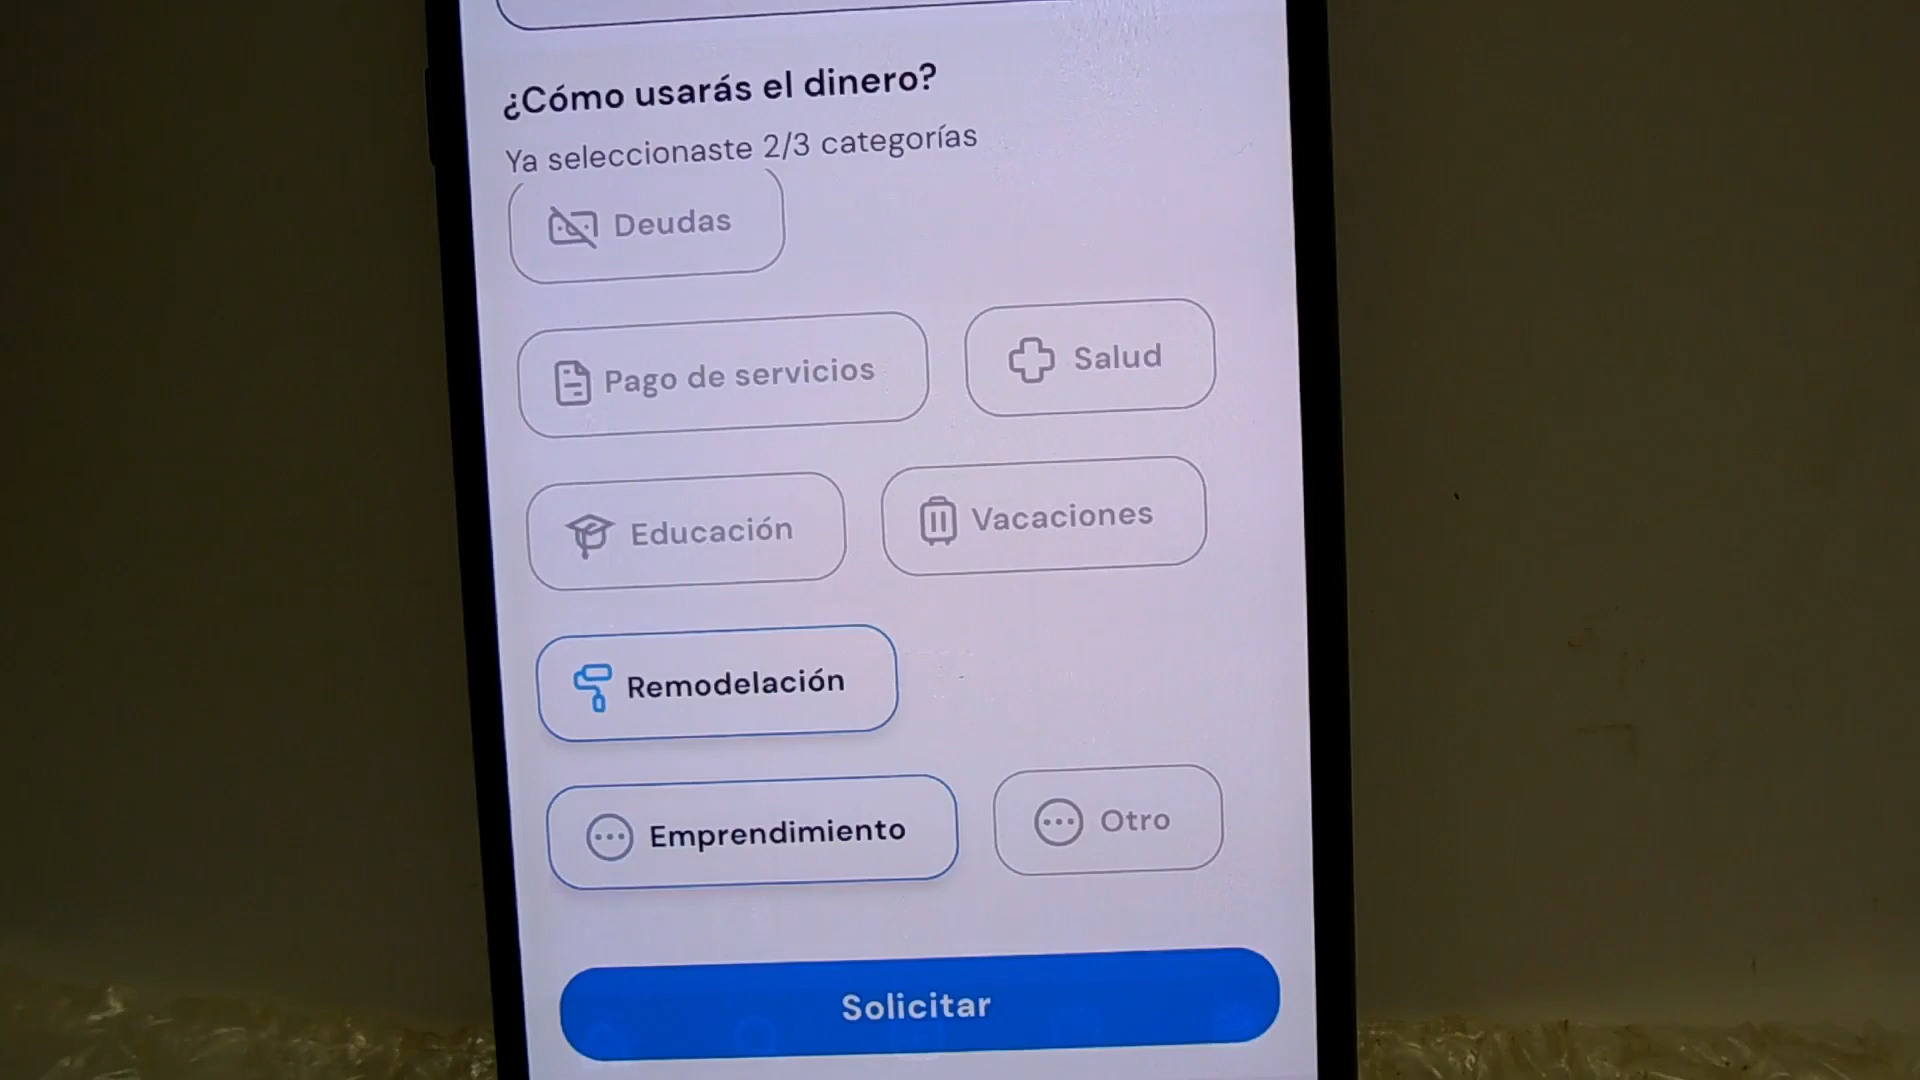 ¿Cómo usarás el dinero?
Ya seleccionaste 2/3 categorías
Deudas
Pago de servicios
Salud
Educación
Vacaciones
Remodelación
Emprendimiento
Otro
Solicitar